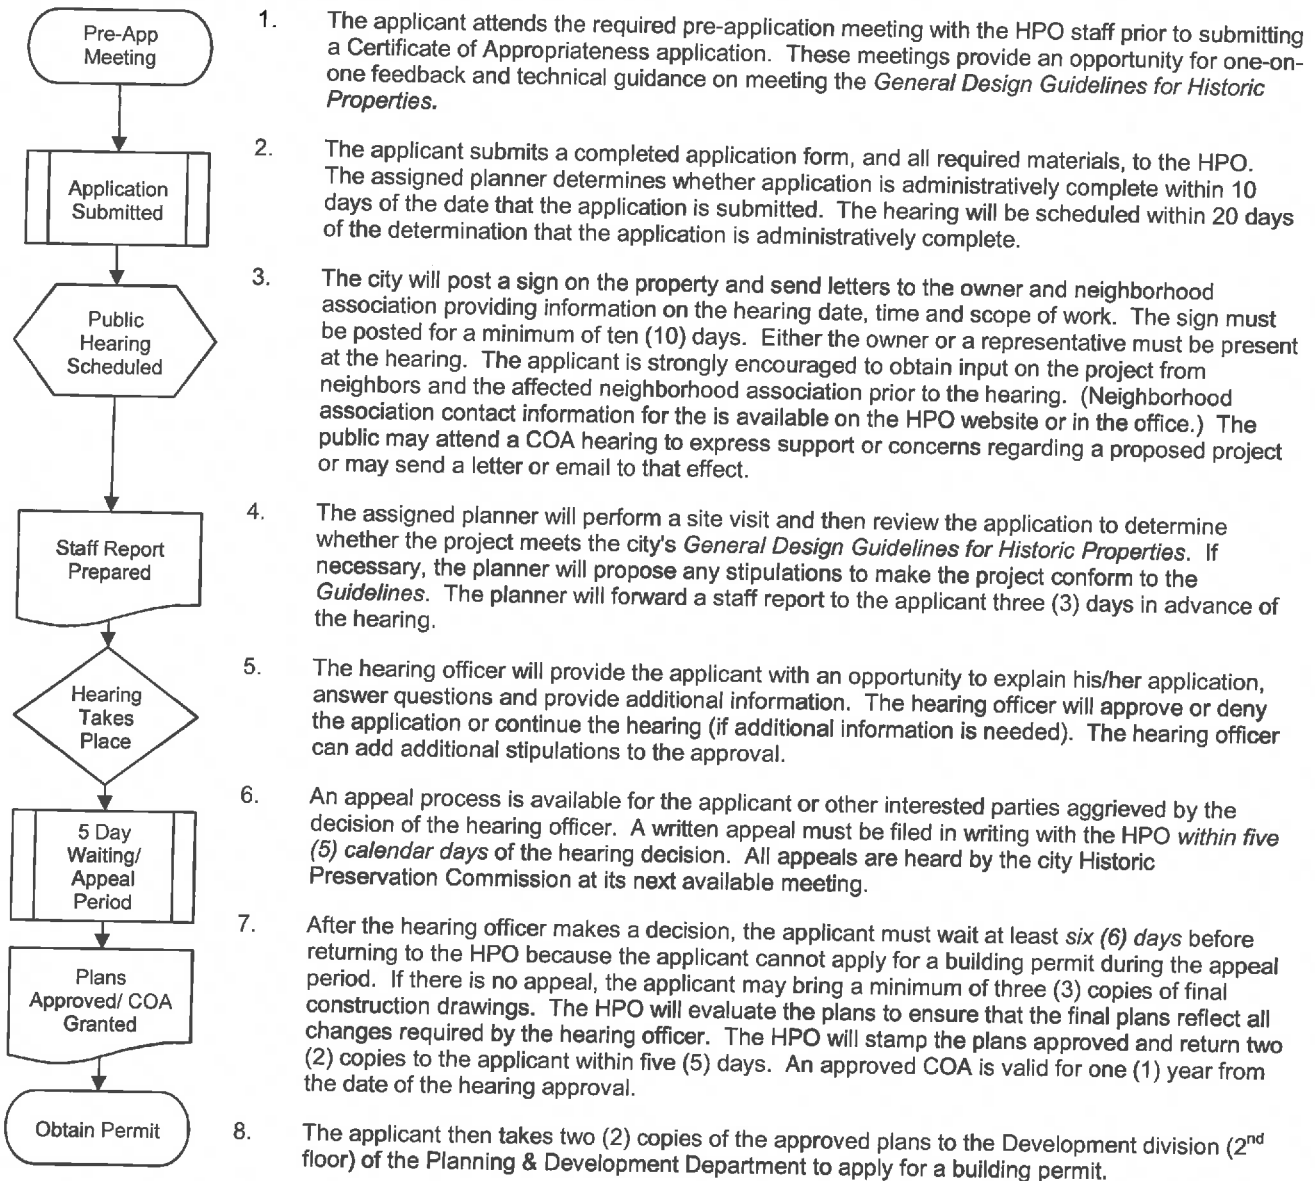 Pre-App
Meeting
1. The applicant attends the required pre-application meeting with the HPO staff prior to submitting
a Certificate of Appropriateness application. These meetings provide an opportunity for one-on-
one feedback and technical guidance on meeting the General Design Guidelines for Historic
Properties.
Application
Submitted
2. The applicant submits a completed application form, and all required materials, to the HPO.
The assigned planner determines whether application is administratively complete within 10
days of the date that the application is submitted. The hearing will be scheduled within 20 days
of the determination that the application is administratively complete.
Public
Hearing
Scheduled
3. The city will post a sign on the property and send letters to the owner and neighborhood
association providing information on the hearing date, time and scope of work. The sign must
be posted for a minimum of ten (10) days. Either the owner or a representative must be present
at the hearing. The applicant is strongly encouraged to obtain input on the project from
neighbors and the affected neighborhood association prior to the hearing. (Neighborhood
association contact information for the is available on the HPO website or in the office.) The
public may attend a COA hearing to express support or concerns regarding a proposed project
or may send a letter or email to that effect.
Staff Report
Prepared
4. The assigned planner will perform a site visit and then review the application to determine
whether the project meets the city's General Design Guidelines for Historic Properties. If
necessary, the planner will propose any stipulations to make the project conform to the
Guidelines. The planner will forward a staff report to the applicant three (3) days in advance of
the hearing.
Hearing
Takes
Place
5. The hearing officer will provide the applicant with an opportunity to explain his/her application,
answer questions and provide additional information. The hearing officer will approve or deny
the application or continue the hearing (if additional information is needed). The hearing officer
can add additional stipulations to the approval.
5 Day
Waiting/
Appeal
Period
6. An appeal process is available for the applicant or other interested parties aggrieved by the
decision of the hearing officer. A written appeal must be filed in writing with the HPO within five
(5) calendar days of the hearing decision. All appeals are heard by the city Historic
Preservation Commission at its next available meeting.
Plans
Approved/ COA
Granted
7. After the hearing officer makes a decision, the applicant must wait at least six (6) days before
returning to the HPO because the applicant cannot apply for a building permit during the appeal
period. If there is no appeal, the applicant may bring a minimum of three (3) copies of final
construction drawings. The HPO will evaluate the plans to ensure that the final plans reflect all
changes required by the hearing officer. The HPO will stamp the plans approved and return two
(2) copies to the applicant within five (5) days. An approved COA is valid for one (1) year from
the date of the hearing approval.
Obtain Permit
8. The applicant then takes two (2) copies of the approved plans to the Development division (2nd
floor) of the Planning & Development Department to apply for a building permit.